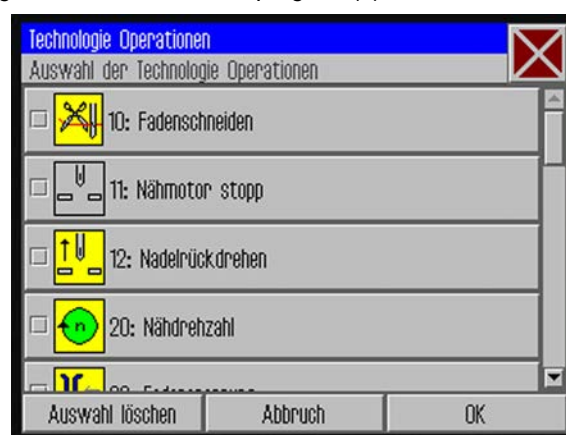 Technologie Operationen
Auswahl der Technologie Operationen
10: Fadenschneiden
11: Nähmotor stopp
12: Nadelrückdrehen
n
20: Nähdrehzahl
Auswahl löschen Abbruch OK